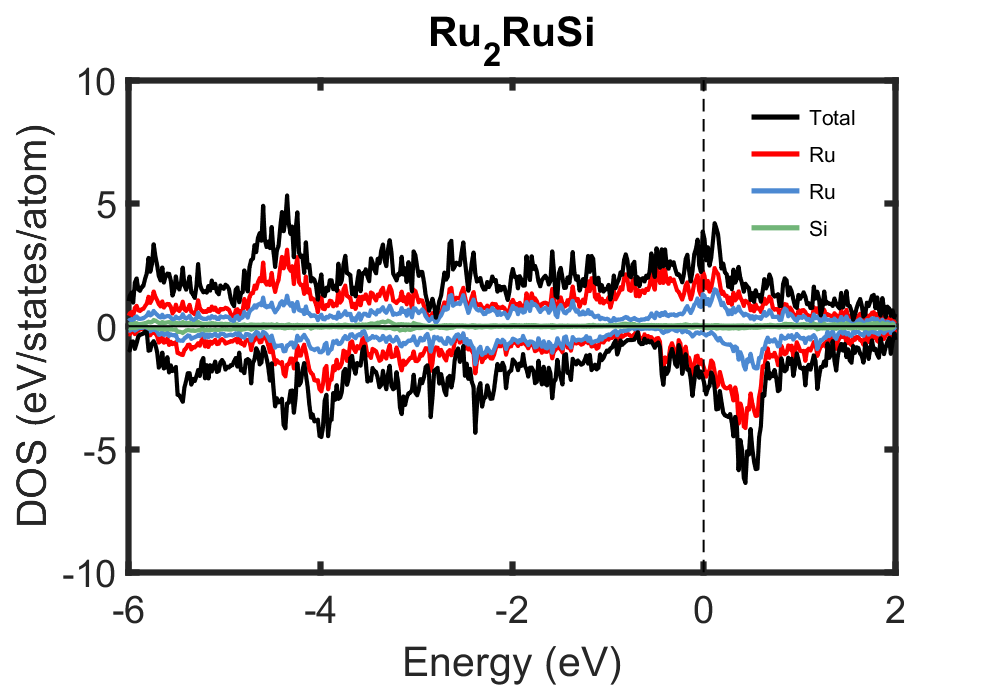 Ru2RuSi
DOS (eV/states/atom)
10
5
0
-5
-10
-6
-4
-2
0
2
Energy (eV)
Total
Ru
Ru
Si